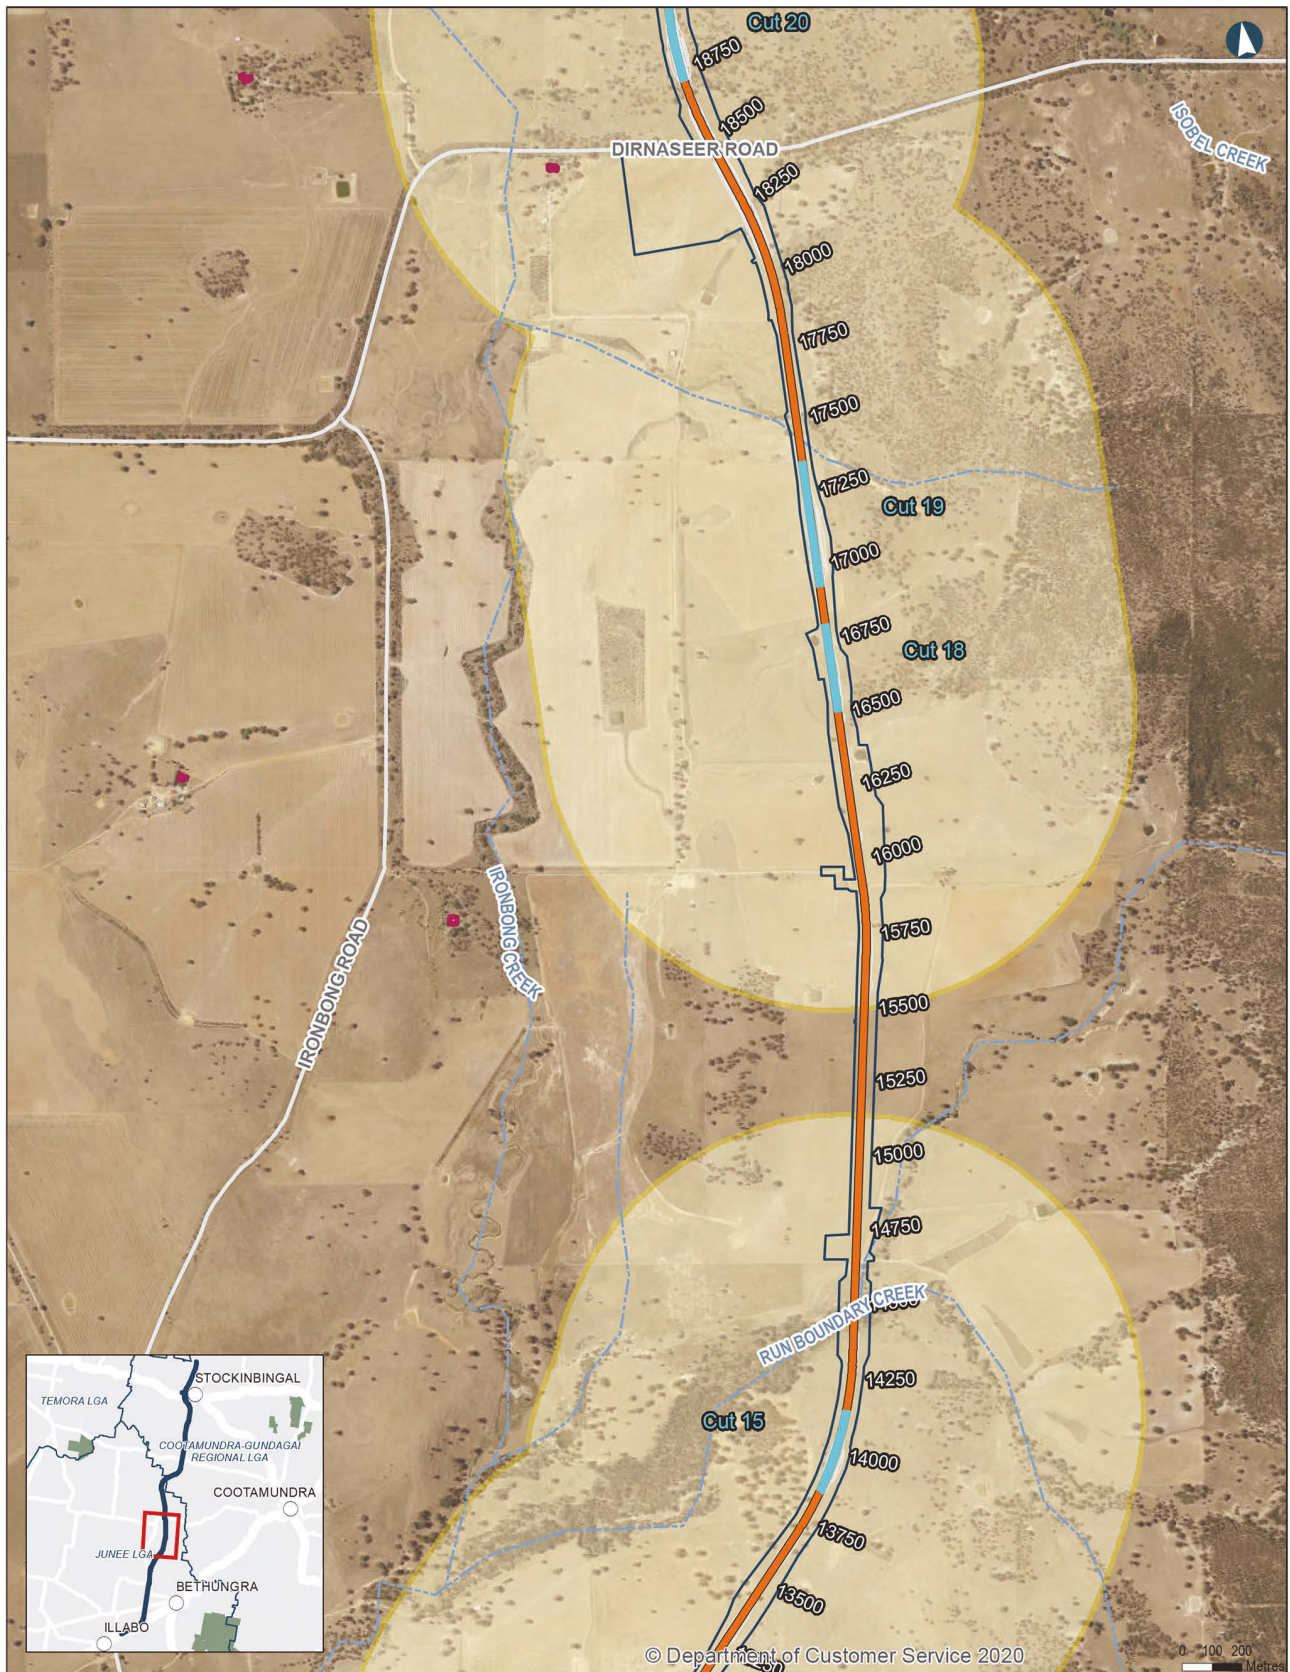 Cut 20
18750
18500
DIRNASEER ROAD
ISOBEL CREEK
18250
18000
17750
17500
17250
Cut 19
17000
16750
Cut 18
16500
16250
16000
IRONBONG CREEK
15750
IRONBONG ROAD
15500
15250
15000
14750
RUN BOUNDARY CREEK
14250
Cut 15
14000
13750
13500
STOCKINBINGAL
TEMORA LGA
COOTAMUNDRA-GUNDAGAI
REGIONAL LGA
COOTAMUNDRA
JUNEE LGA
BETHUNGRA
ILLABO
© Department of Customer Service 2020
0 100 200
Metres